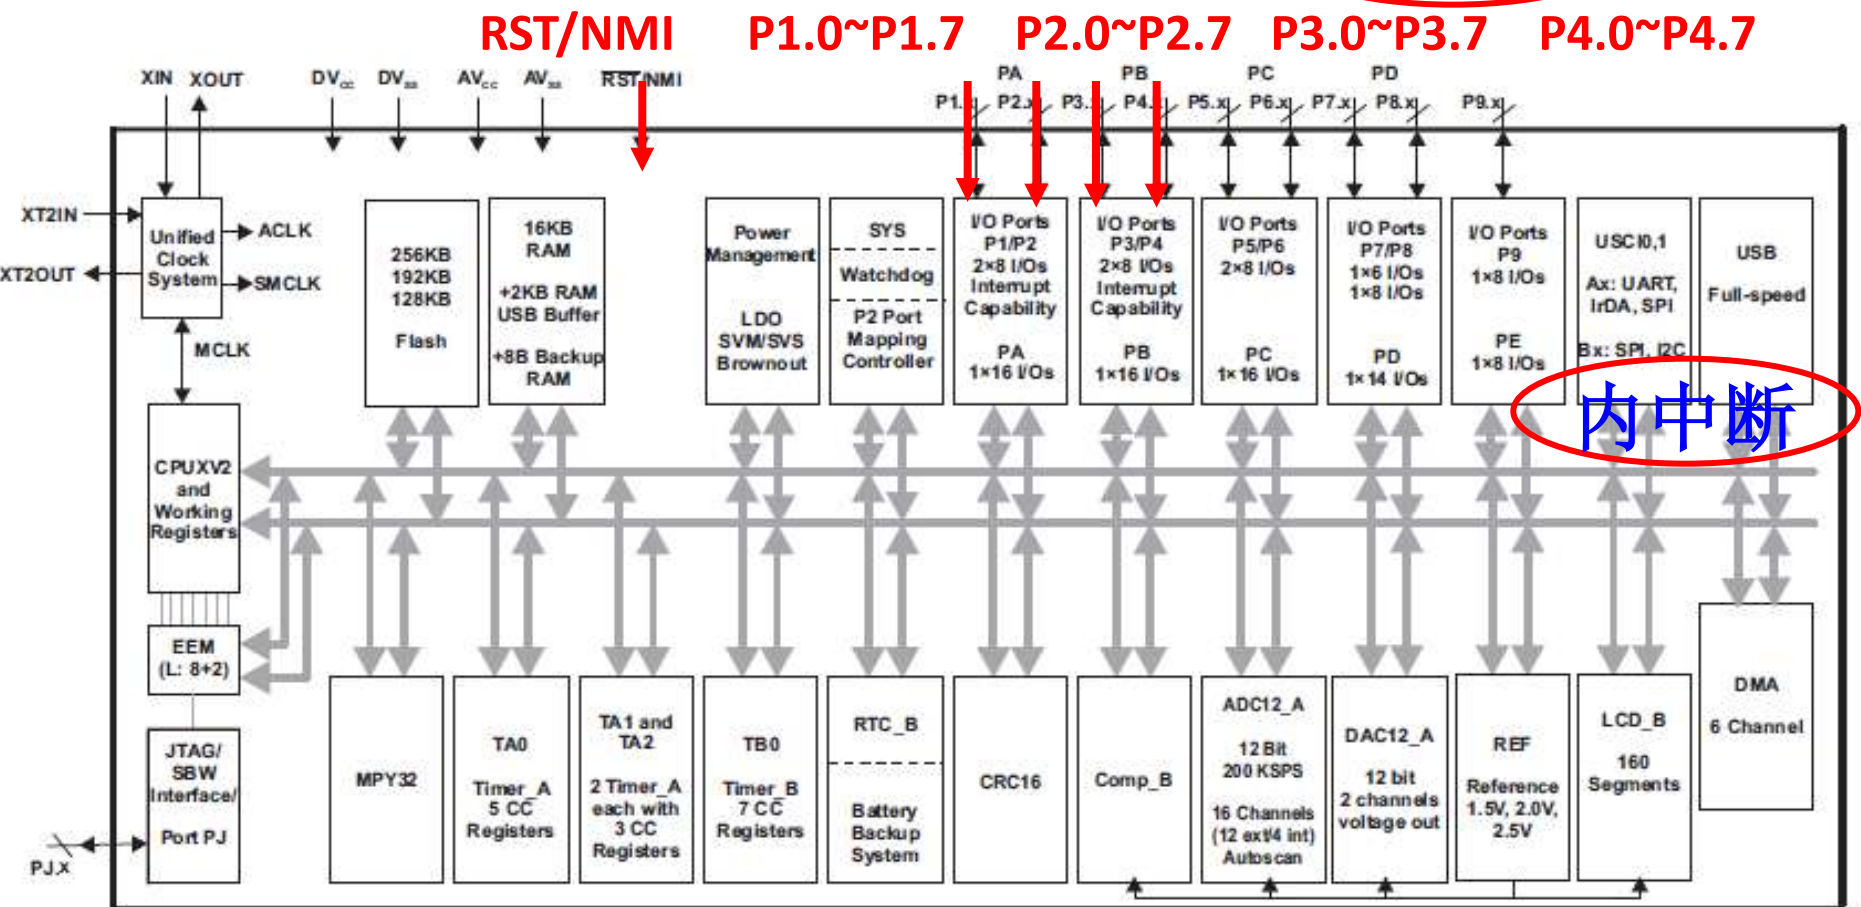 RST/NMI P1.0~P1.7 P2.0~P2.7 P3.0~P3.7 P4.0~P4.7
XIN XOUT DVcc DVss AVcc AVss RST/NMI PA PB PC PD
P1.x P2.x P3.x P4.x P5.x P6.x P7.x P8.x P9.x
XT2IN
XT2OUT
Unified
Clock
System
ACLK
SMCLK
MCLK
256KB
192KB
128KB
Flash
16KB
RAM
+2KB RAM
USB Buffer
+8B Backup
RAM
Power
Management
LDO
SVM/SVS
Brownout
SYS
Watchdog
P2 Port
Mapping
Controller
I/O Ports
P1/P2
2×8 I/Os
Interrupt
Capability
PA
1×16 I/Os
I/O Ports
P3/P4
2×8 I/Os
Interrupt
Capability
PB
1×16 I/Os
I/O Ports
P5/P6
2×8 I/Os
PC
1×16 I/Os
I/O Ports
P7/P8
1×6 I/Os
1×8 I/Os
PD
1×14 I/Os
I/O Ports
P9
1×8 I/Os
PE
1×8 I/Os
USCI0,1
Ax: UART,
IrDA, SPI
Bx: SPI, I2C
USB
Full-speed
内中断
CPUXV2
and
Working
Registers
EEM
(L: 8+2)
JTAG/
SBW
Interface/
Port PJ
PJ.x
MPY32
TA0
Timer_A
5 CC
Registers
TA1 and
TA2
2 Timer_A
each with
3 CC
Registers
TB0
Timer_B
7 CC
Registers
RTC_B
Battery
Backup
System
CRC16
Comp_B
ADC12_A
12 Bit
200 KSPS
16 Channels
(12 ext/4 int)
Autoscan
DAC12_A
12 bit
2 channels
voltage out
REF
Reference
1.5V, 2.0V,
2.5V
LCD_B
160
Segments
DMA
6 Channel